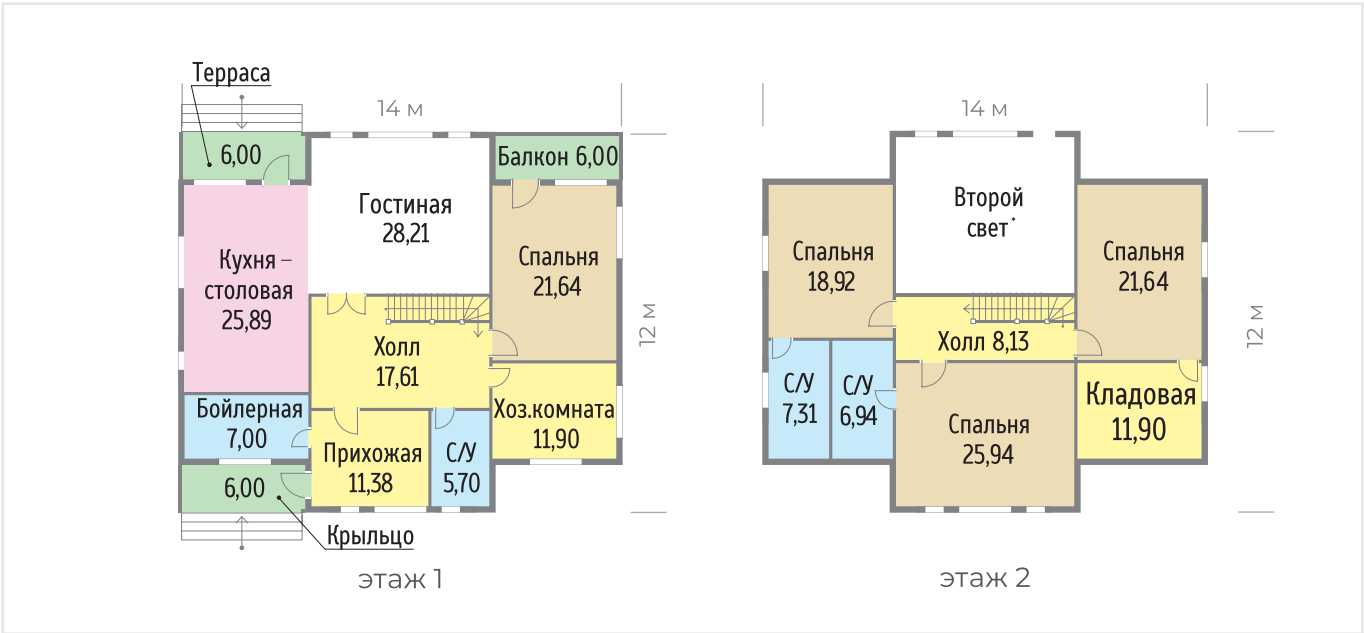 Терраса
14 м
6,00
Балкон 6,00
Гостиная
28,21
Кухня –
столовая
25,89
Спальня
21,64
12 м
Холл
17,61
Бойлерная
7,00
Хоз.комната
11,90
Прихожая
11,38
С/У
5,70
6,00
Крыльцо
этаж 1
14 м
Второй
свет*
Спальня
18,92
Спальня
21,64
12 м
Холл 8,13
С/У
7,31
С/У
6,94
Кладовая
11,90
Спальня
25,94
этаж 2